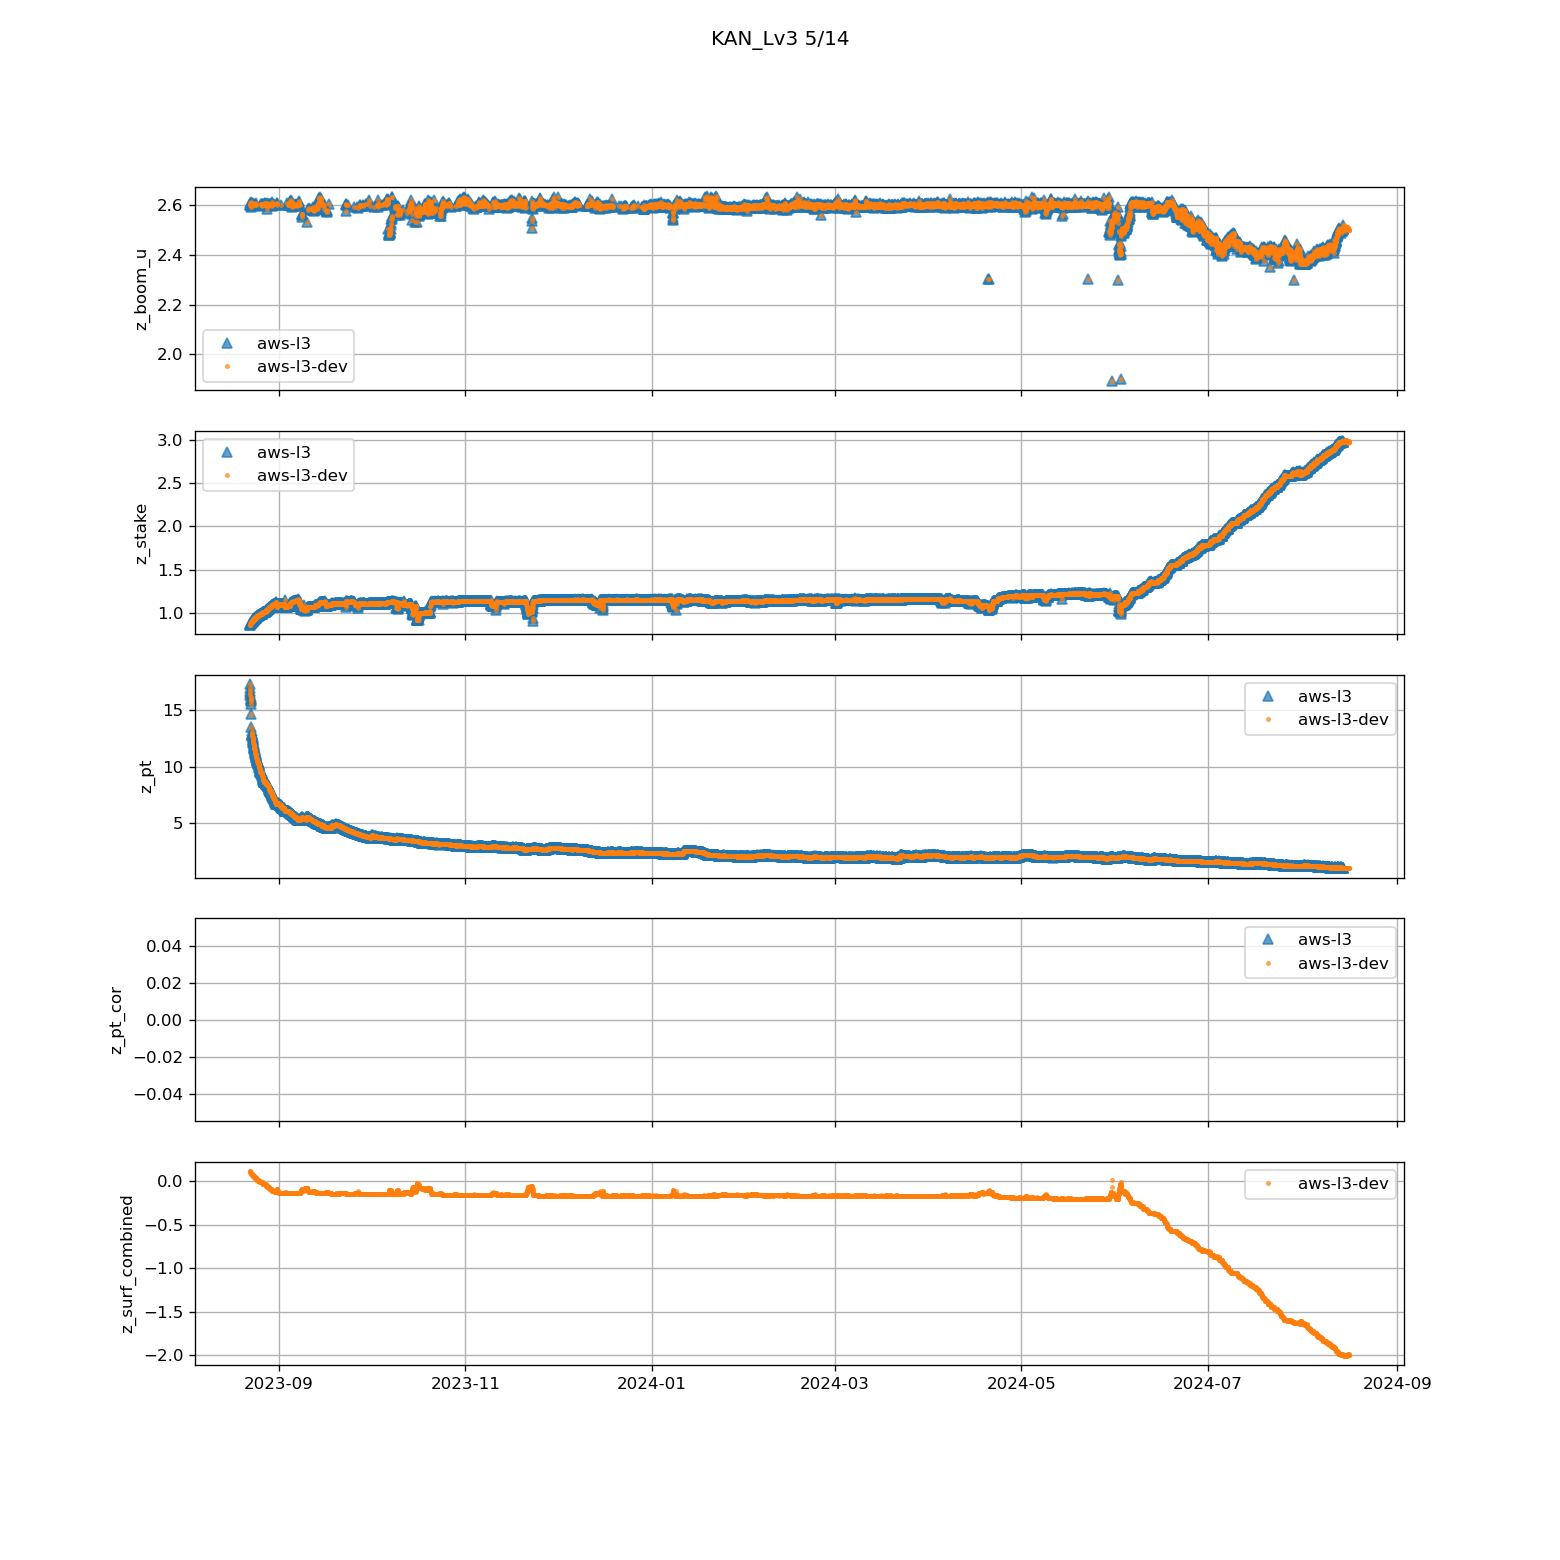 KAN_Lv3 5/14
z_boom_u
2.6
2.4
2.2
2.0
aws-l3
aws-l3-dev
z_stake
3.0
2.5
2.0
1.5
1.0
aws-l3
aws-l3-dev
z_pt
15
10
5
aws-l3
aws-l3-dev
z_pt_cor
0.04
0.02
0.00
−0.02
−0.04
aws-l3
aws-l3-dev
z_surf_combined
0.0
−0.5
−1.0
−1.5
−2.0
aws-l3-dev
2023-09 2023-11 2024-01 2024-03 2024-05 2024-07 2024-09